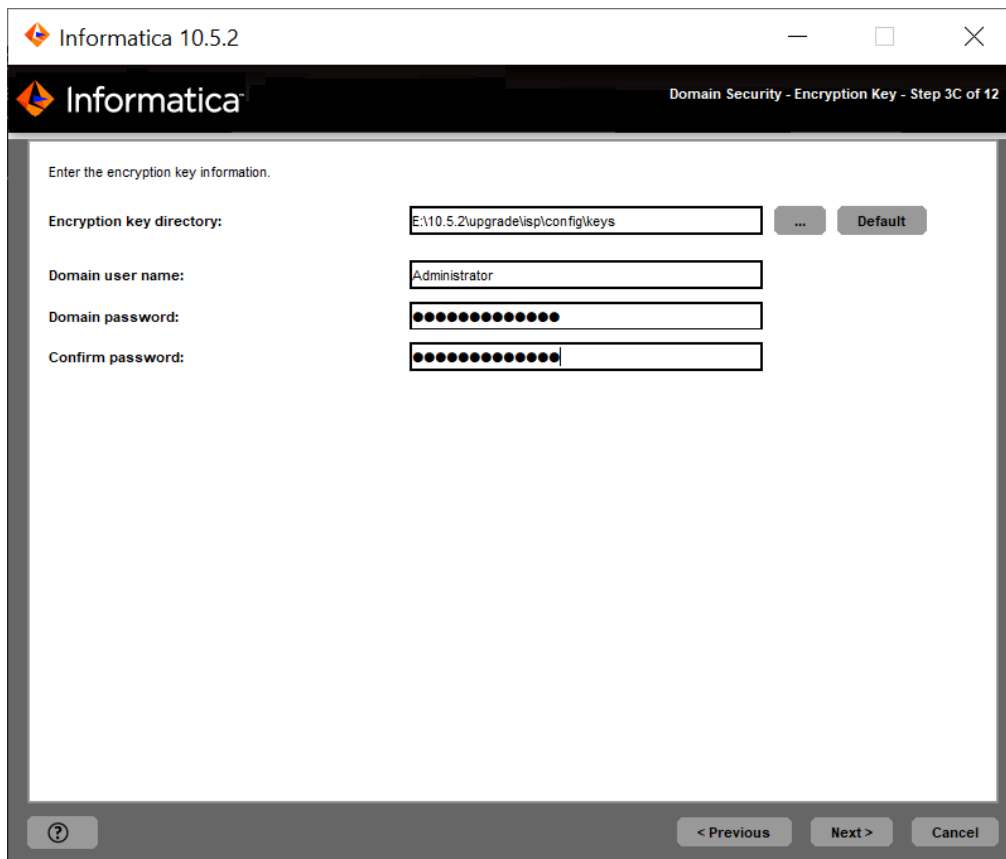 Informatica 10.5.2
Informatica
Domain Security - Encryption Key - Step 3C of 12
Enter the encryption key information.
Encryption key directory:
E:\10.5.2\upgrade\isp\config\keys
...
Default
Domain user name:
Administrator
Domain password:
●●●●●●●●●●●●●
Confirm password:
●●●●●●●●●●●●●
?
< Previous
Next >
Cancel